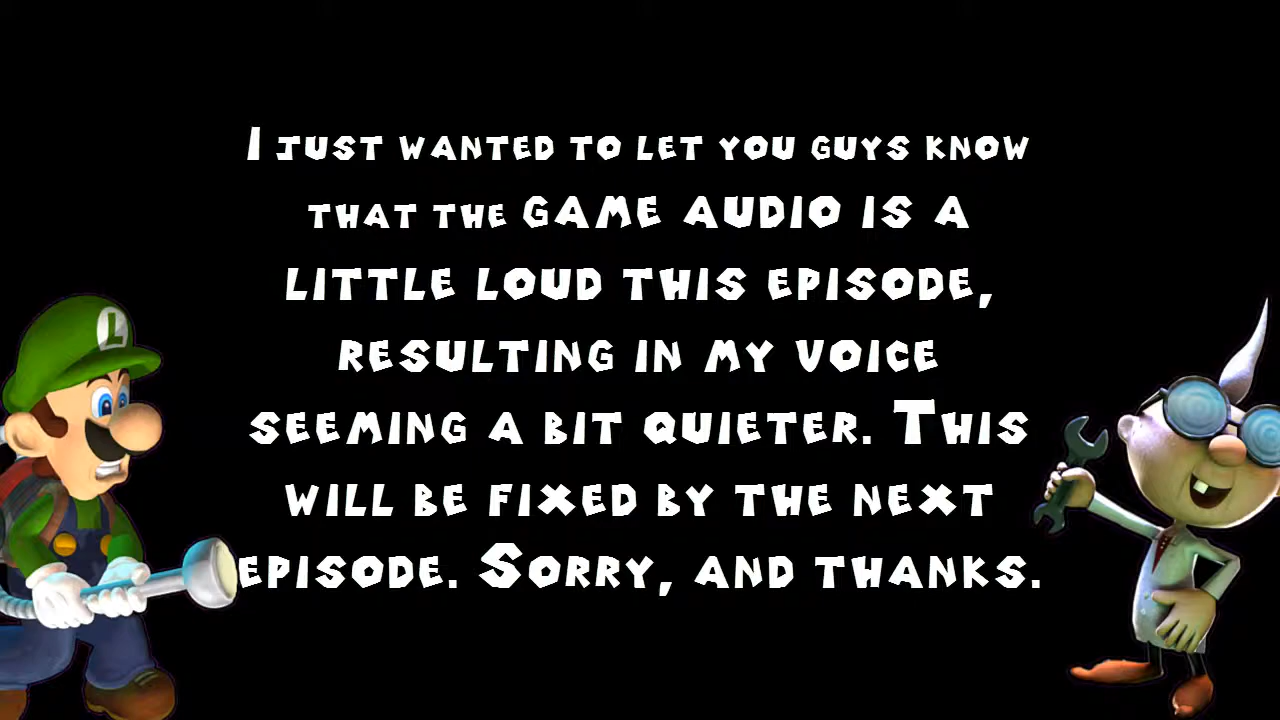 I just wanted to let you guys know
that the GAME AUDIO IS A
LITTLE LOUD THIS EPISODE,
RESULTING IN MY VOICE
SEEMING A BIT QUIETER. THIS
WILL BE FIXED BY THE NEXT
EPISODE. SORRY, AND THANKS.
L